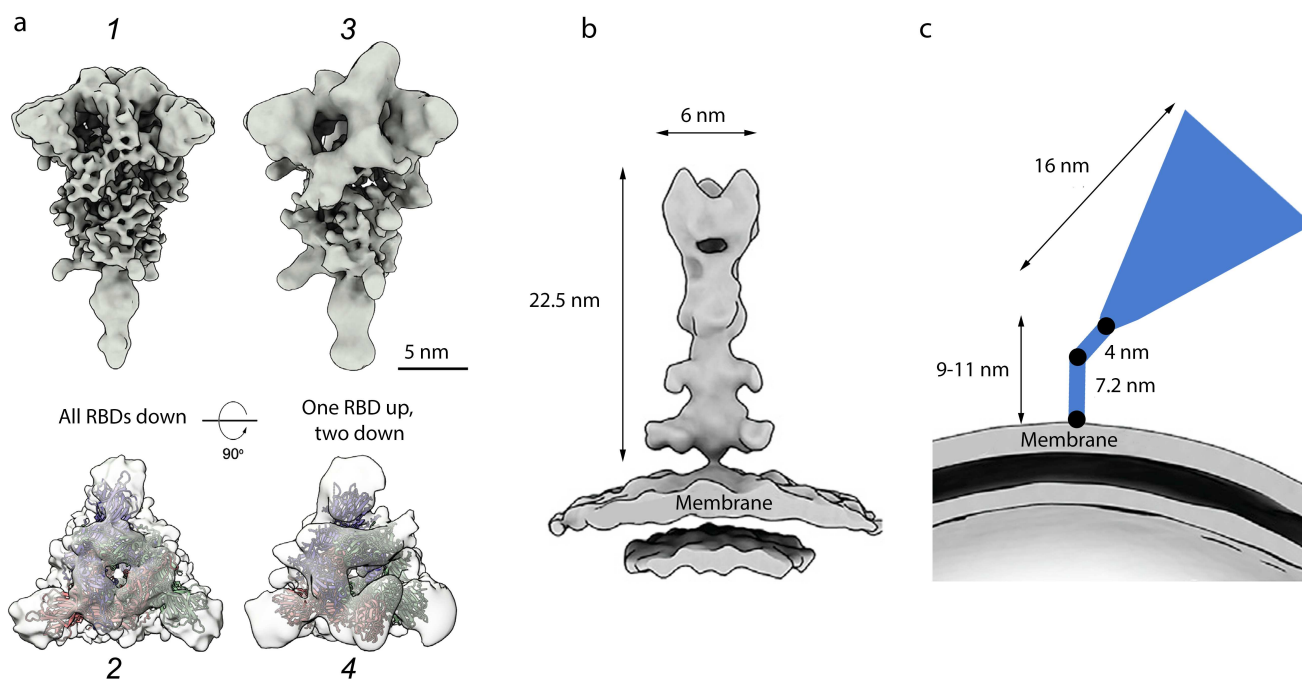 a
1
3
5 nm
All RBDs down
90°
One RBD up,
two down
2
4
b
6 nm
22.5 nm
Membrane
c
16 nm
9-11 nm
4 nm
7.2 nm
Membrane